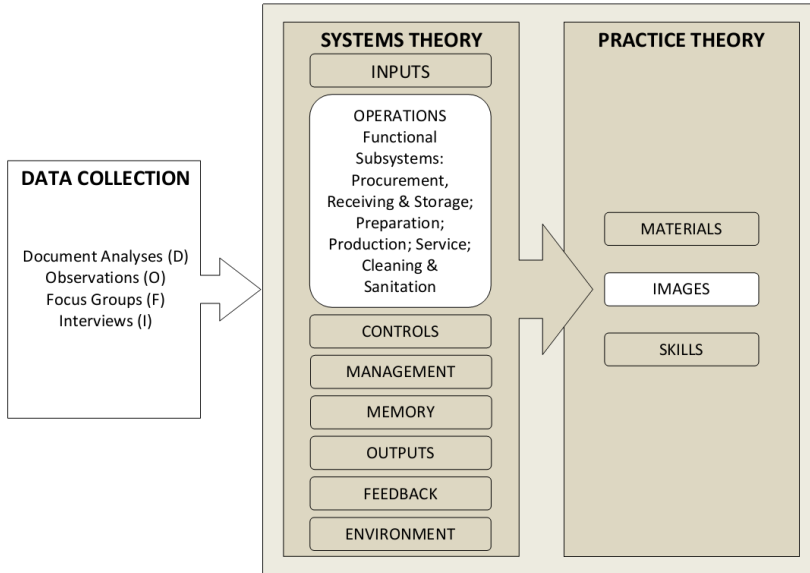 DATA COLLECTION
Document Analyses (D)
Observations (O)
Focus Groups (F)
Interviews (I)
SYSTEMS THEORY
INPUTS
OPERATIONS
Functional
Subsystems:
Procurement,
Receiving & Storage;
Preparation;
Production; Service;
Cleaning &
Sanitation
CONTROLS
MANAGEMENT
MEMORY
OUTPUTS
FEEDBACK
ENVIRONMENT
PRACTICE THEORY
MATERIALS
IMAGES
SKILLS